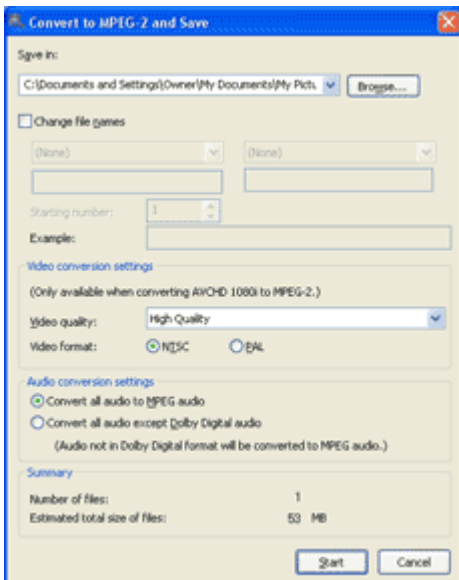 Convert to MPEG-2 and Save
Save in:
C:\Documents and Settings\Owner\My Documents\My Pictu
Browse...
Change file names
(None) (None)
Starting number: 1
Example:
Video conversion settings
(Only available when converting AVCHD 1080i to MPEG-2.)
Video quality: High Quality
Video format: NTSC PAL
Audio conversion settings
Convert all audio to MPEG audio
Convert all audio except Dolby Digital audio
(Audio not in Dolby Digital format will be converted to MPEG audio.)
Summary
Number of files: 1
Estimated total size of files: 53 MB
Start Cancel